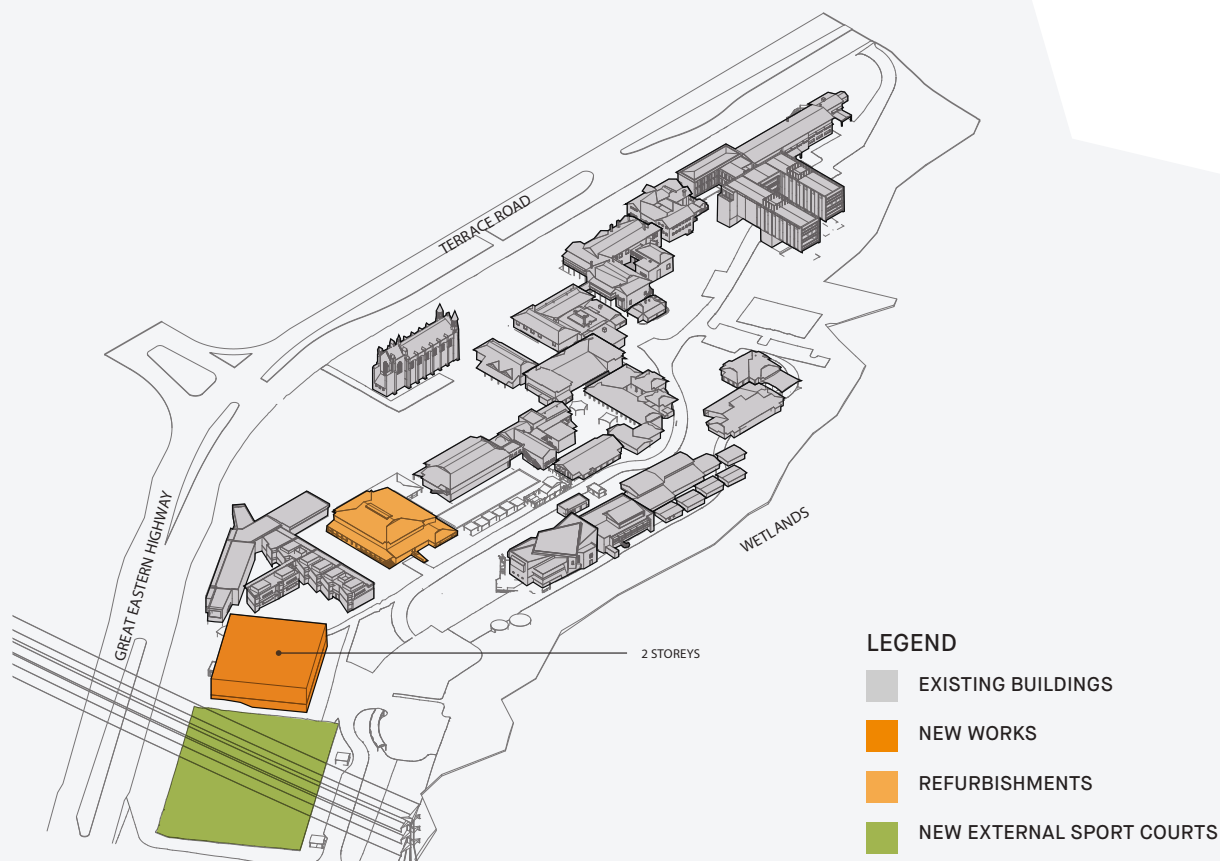 TERRACE ROAD
GREAT EASTERN HIGHWAY
WETLANDS
2 STOREYS
LEGEND
EXISTING BUILDINGS
NEW WORKS
REFURBISHMENTS
NEW EXTERNAL SPORT COURTS